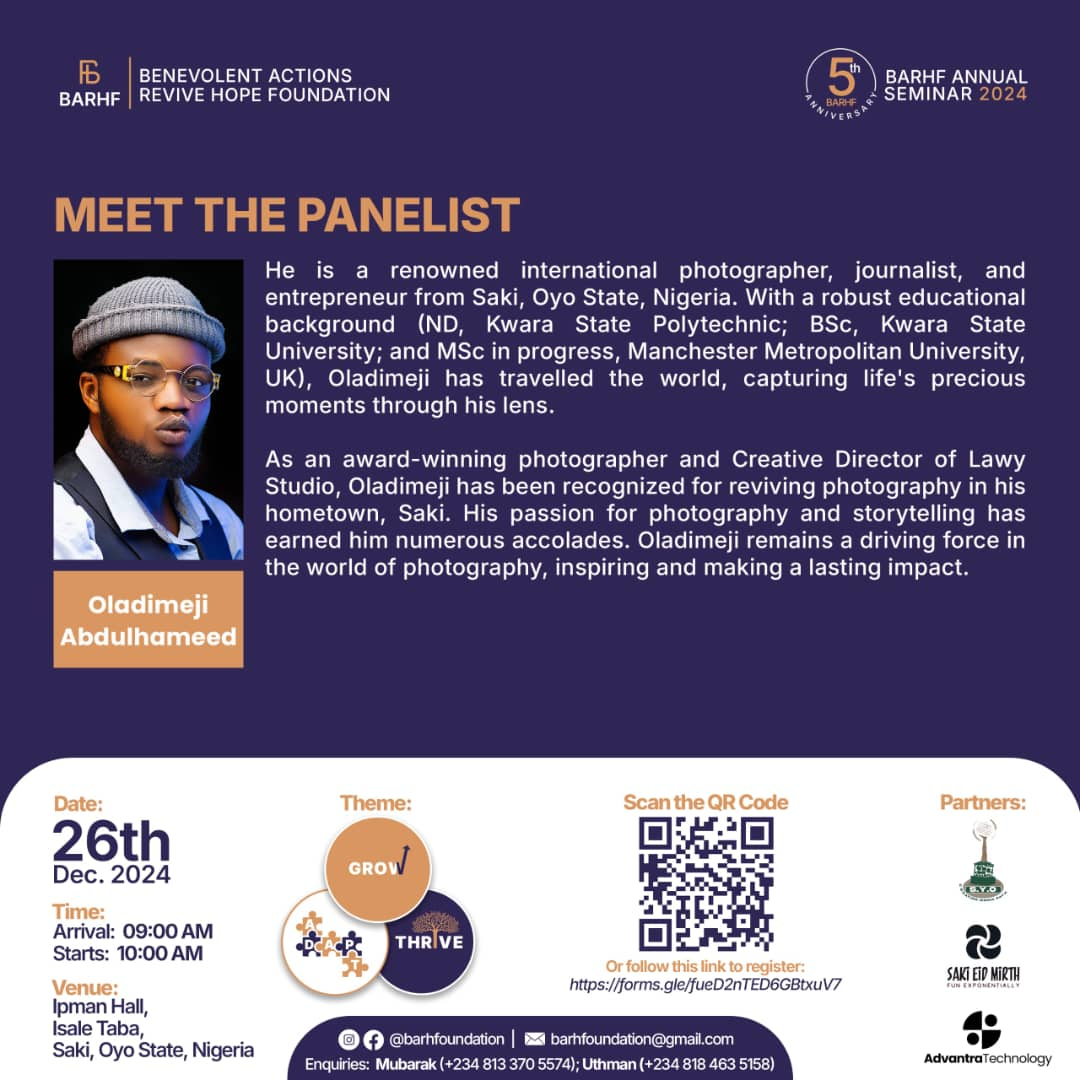 BARHF
BENEVOLENT ACTIONS
REVIVE HOPE FOUNDATION
5th
BARHF
ANNIVERSARY
BARHF ANNUAL
SEMINAR 2024
MEET THE PANELIST
He is a renowned international photographer, journalist, and
entrepreneur from Saki, Oyo State, Nigeria. With a robust educational
background (ND, Kwara State Polytechnic; BSc, Kwara State
University; and MSc in progress, Manchester Metropolitan University,
UK), Oladimeji has travelled the world, capturing life's precious
moments through his lens.
As an award-winning photographer and Creative Director of Lawy
Studio, Oladimeji has been recognized for reviving photography in his
hometown, Saki. His passion for photography and storytelling has
earned him numerous accolades. Oladimeji remains a driving force in
the world of photography, inspiring and making a lasting impact.
Oladimeji
Abdulhameed
Date:
26th
Dec. 2024
Time:
Arrival: 09:00 AM
Starts: 10:00 AM
Venue:
Ipman Hall,
Isale Taba,
Saki, Oyo State, Nigeria
Theme:
GROW
ADAPT
THRIVE
Scan the QR Code
Or follow this link to register:
https://forms.gle/fueD2nTED6GBtxuV7
Partners:
S.Y.O
SAKI EID MIRTH
FUN EXPONENTIALLY
AdvantraTechnology
@barhfoundation | barhfoundation@gmail.com
Enquiries: Mubarak (+234 813 370 5574); Uthman (+234 818 463 5158)